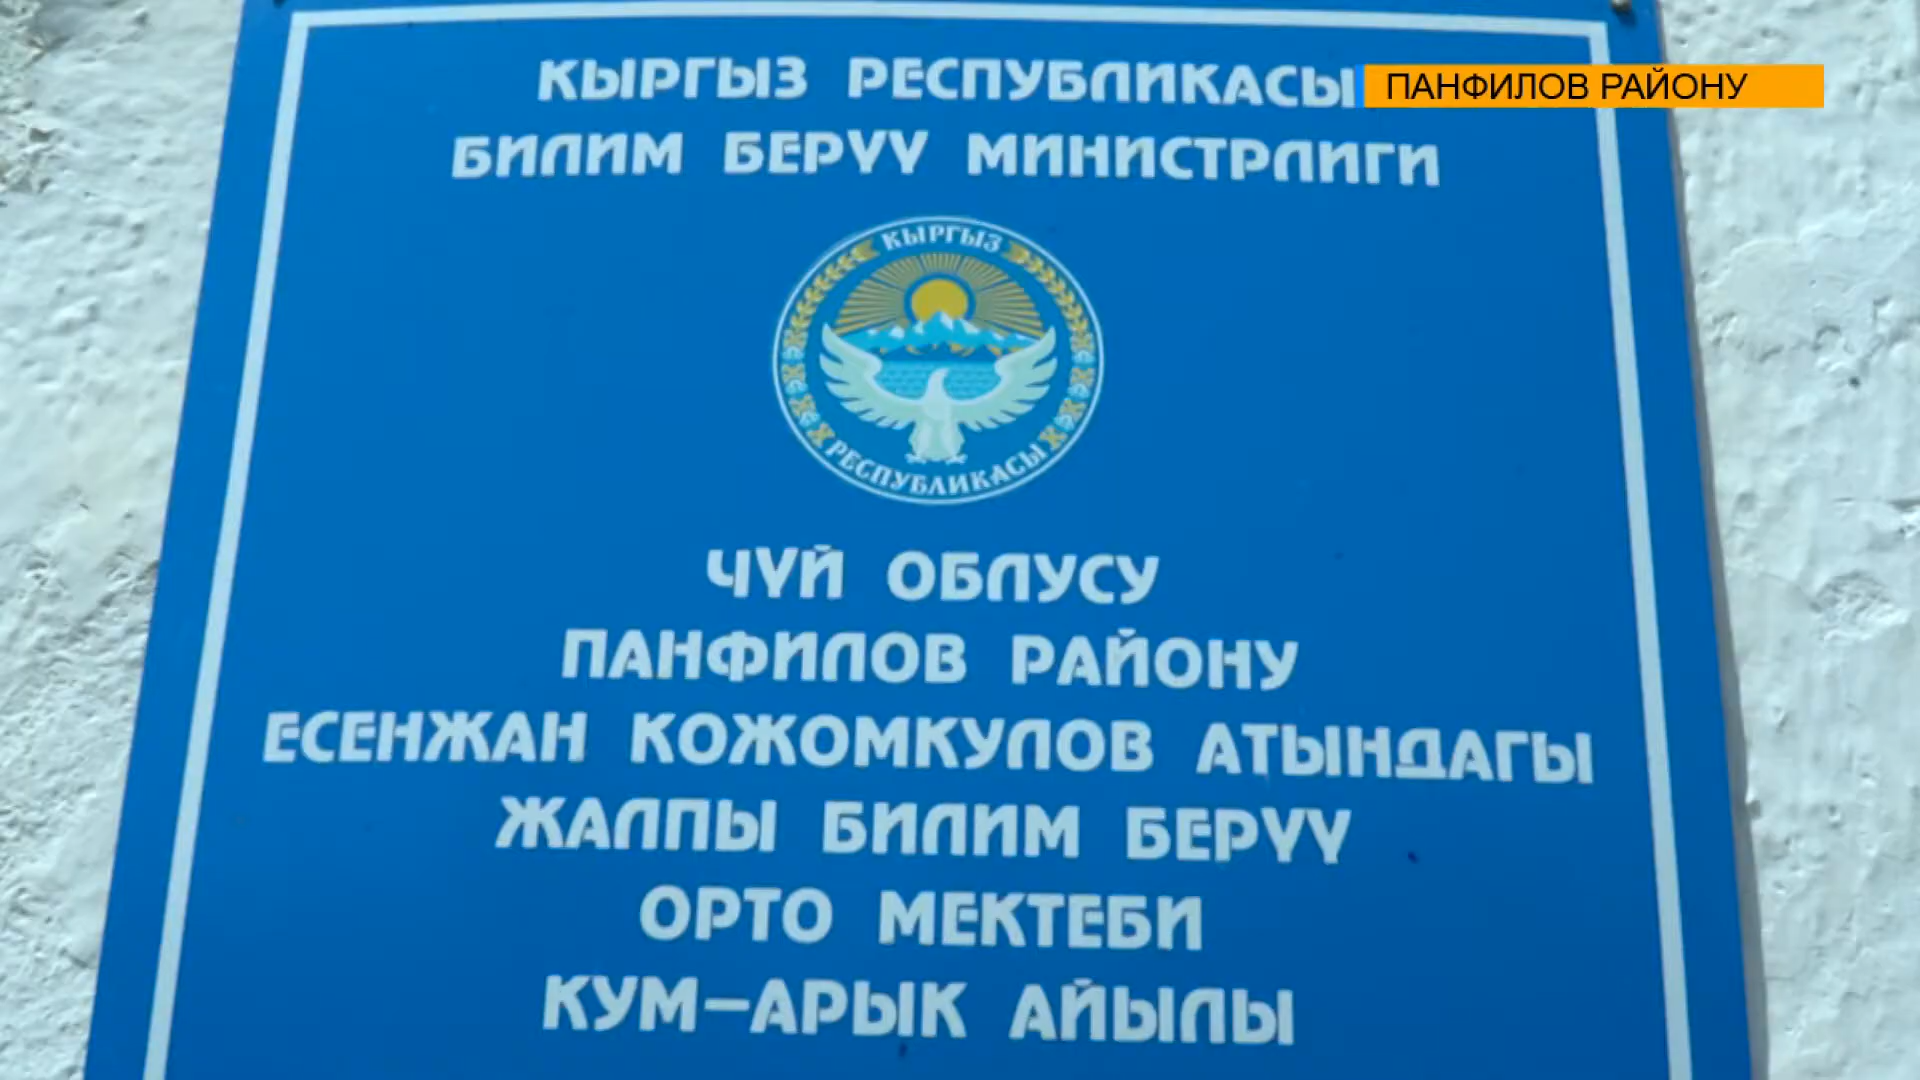 КЫРГЫЗ РЕСПУБЛИКАСЫ
ПАНФИЛОВ РАЙОНУ
БИЛИМ БЕРҮҮ МИНИСТРЛИГИ
КЫРГЫЗ
РЕСПУБЛИКАСЫ
ЧҮЙ ОБЛУСУ
ПАНФИЛОВ РАЙОНУ
ЕСЕНЖАН КОЖОМКУЛОВ АТЫНДАГЫ
ЖАЛПЫ БИЛИМ БЕРҮҮ
ОРТО МЕКТЕБИ
КУМ-АРЫК АЙЫЛЫ